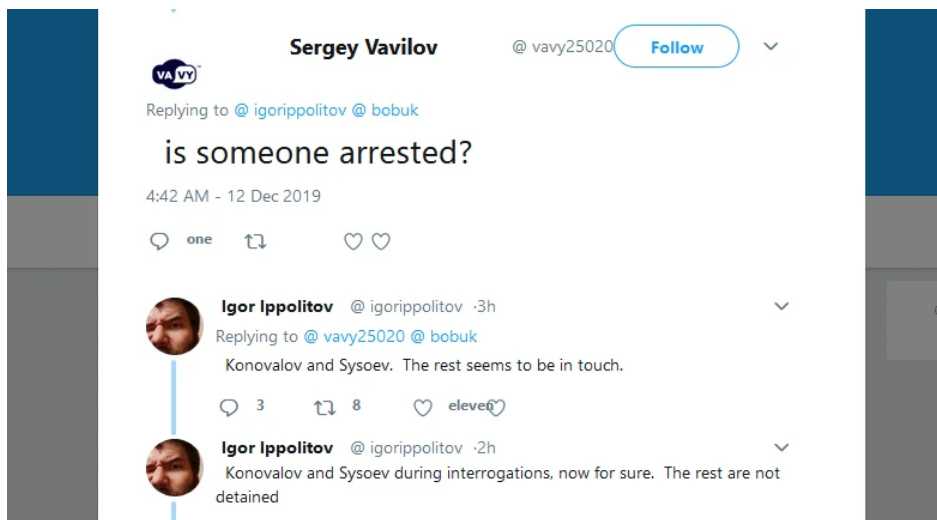 Sergey Vavilov @ vavy25020 Follow
VA VY
Replying to @ igorippolitov @ bobuk
is someone arrested?
4:42 AM - 12 Dec 2019
one
Igor Ippolitov @ igorippolitov ·3h
Replying to @ vavy25020 @ bobuk
Konovalov and Sysoev. The rest seems to be in touch.
3 8 eleven
Igor Ippolitov @ igorippolitov ·2h
Konovalov and Sysoev during interrogations, now for sure. The rest are not
detained